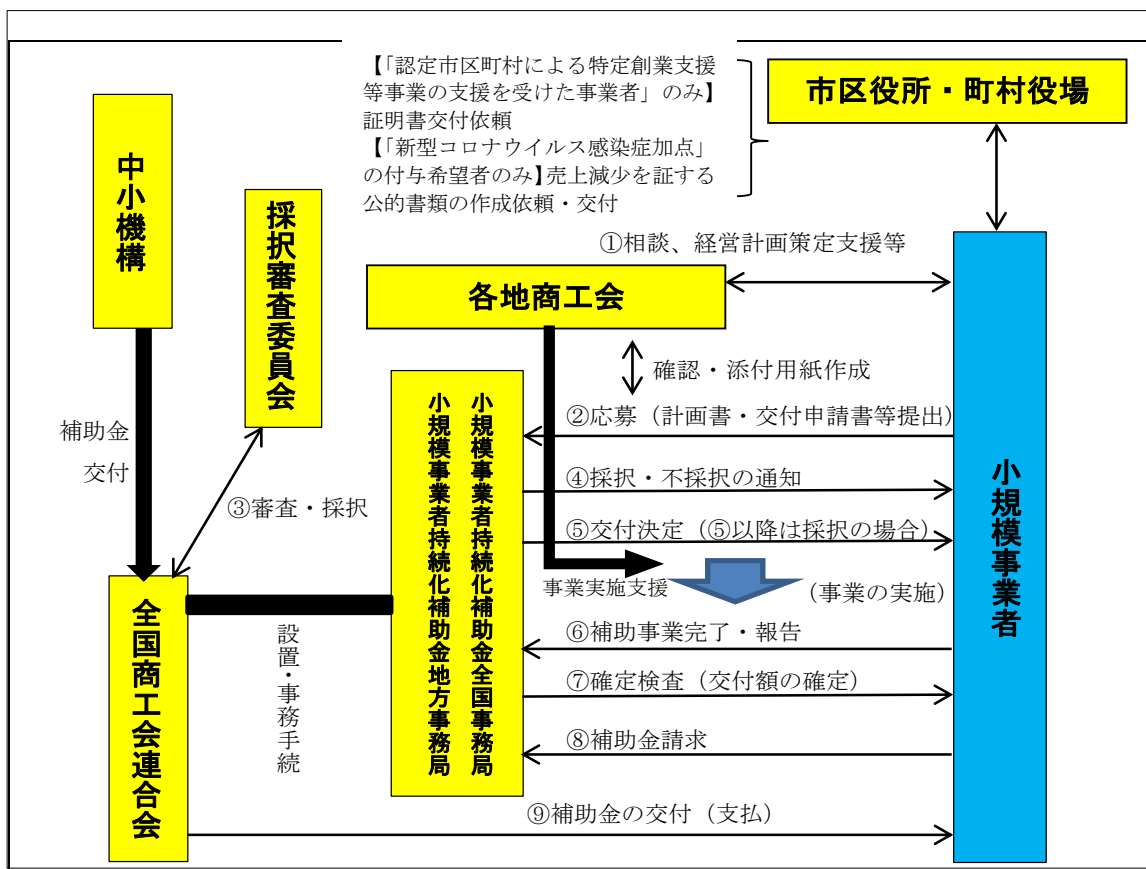 【「認定市区町村による特定創業支援
等事業の支援を受けた事業者」のみ】
証明書交付依頼
【「新型コロナウイルス感染症加点」
の付与希望者のみ】売上減少を証する
公的書類の作成依頼・交付
市区役所・町村役場
中小機構
採択審査委員会
①相談、経営計画策定支援等
各地商工会
確認・添付用紙作成
補助金
交付
③審査・採択
小規模事業者持続化補助金全国事務局
小規模事業者持続化補助金地方事務局
②応募（計画書・交付申請書等提出）
④採択・不採択の通知
⑤交付決定（⑤以降は採択の場合）
事業実施支援
（事業の実施）
小規模事業者
全国商工会連合会
設置・事務手続
⑥補助事業完了・報告
⑦確定検査（交付額の確定）
⑧補助金請求
⑨補助金の交付（支払）